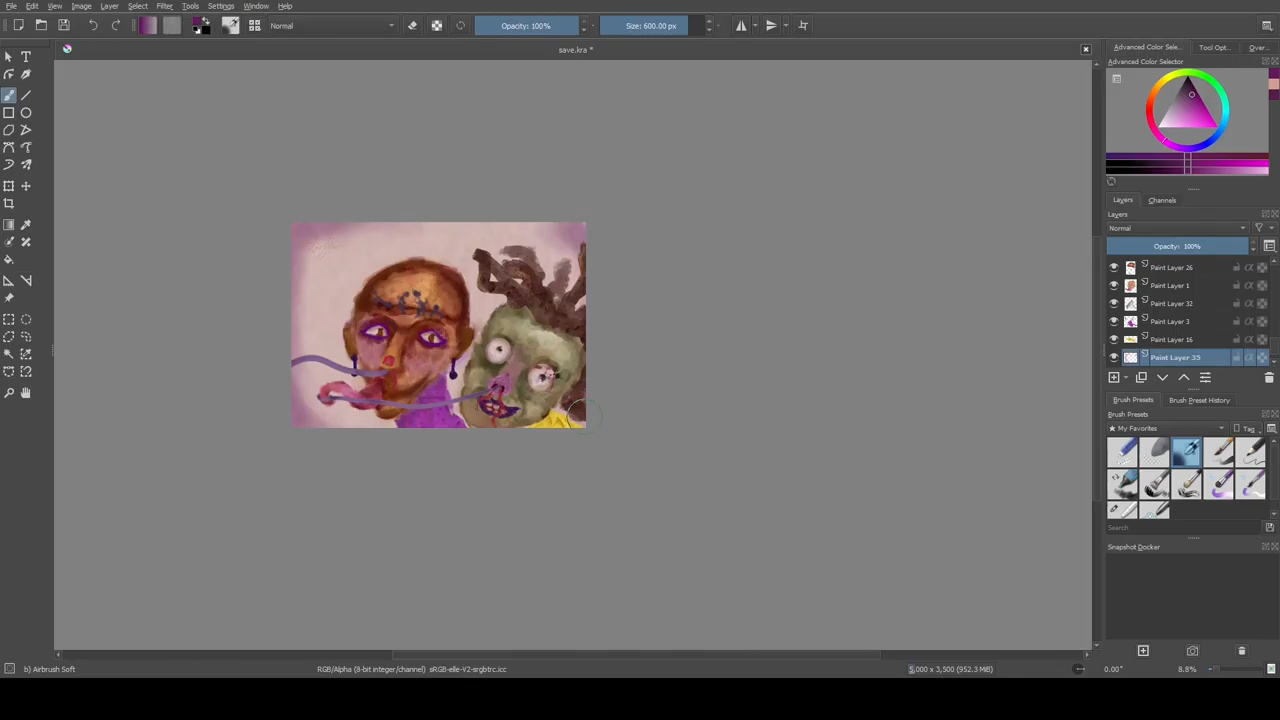 File Edit View Image Layer Select Filter Tools Settings Window Help
Normal Opacity: 100% Size: 600.00 px
save.kra *
Advanced Color Sele... Tool Opt... Over...
Advanced Color Selector
Layers Channels
Layers
Normal
Opacity: 100%
Paint Layer 26
Paint Layer 1
Paint Layer 32
Paint Layer 3
Paint Layer 16
Paint Layer 35
Brush Presets Brush Preset History
Brush Presets
★ My Favorites Tag
Search
Snapshot Docker
b) Airbrush Soft RGB/Alpha (8-bit integer/channel) sRGB-elle-V2-srgbtrc.icc 5,000 x 3,500 (952.3 MiB) 0.00° 8.8%